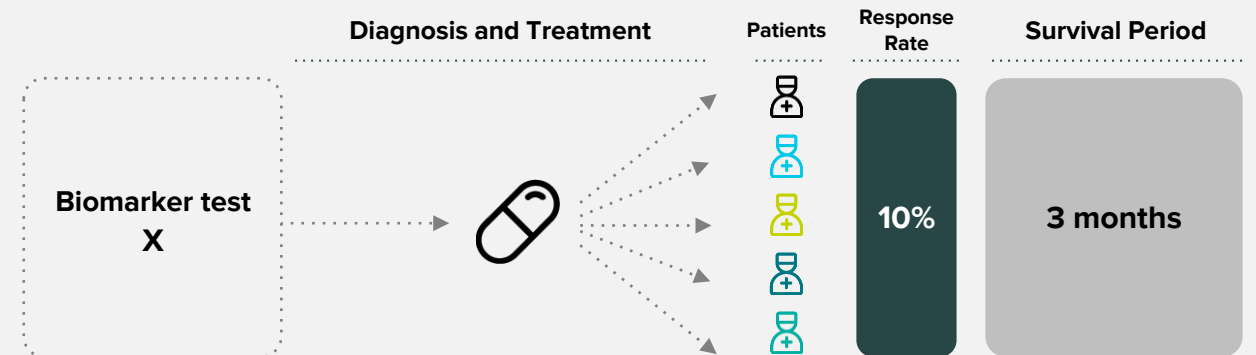 Diagnosis and Treatment
Patients
Response
Rate
Survival Period
Biomarker test
X
10%
3 months